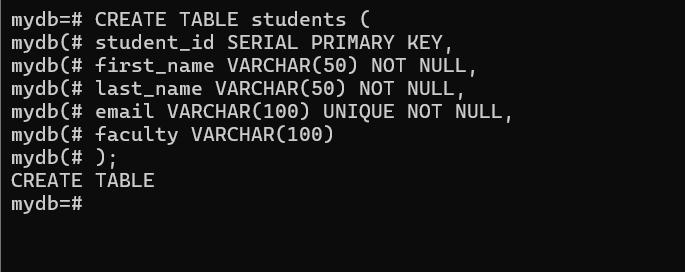 mydb=# CREATE TABLE students (
mydb(# student_id SERIAL PRIMARY KEY,
mydb(# first_name VARCHAR(50) NOT NULL,
mydb(# last_name VARCHAR(50) NOT NULL,
mydb(# email VARCHAR(100) UNIQUE NOT NULL,
mydb(# faculty VARCHAR(100)
mydb(# );
CREATE TABLE
mydb=#